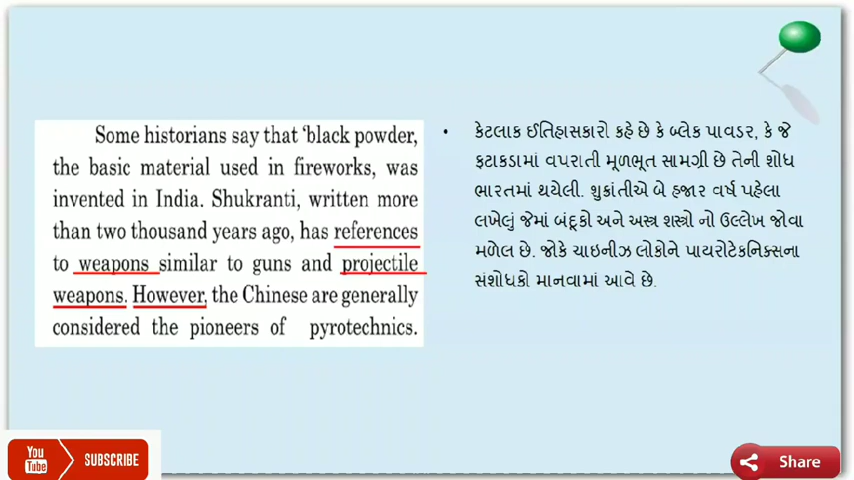 Some historians say that 'black powder,
the basic material used in fireworks, was
invented in India. Shukranti, written more
than two thousand years ago, has references
to weapons similar to guns and projectile
weapons. However, the Chinese are generally
considered the pioneers of pyrotechnics.
• કેટલાક ઈતિહાસકારો કહે છે કે બ્લેક પાવડર, કે જે
ફટાકડામાં વપરાતી મૂળભૂત સામગ્રી છે તેની શોધ
ભારતમાં થયેલી. શુક્રાંતીએ બે હજાર વર્ષ પહેલા
લખેલું જેમાં બંદૂકો અને અસ્ત્ર શસ્ત્રો નો ઉલ્લેખ જોવા
મળેલ છે. જોકે ચાઇનીઝ લોકોને પાયરોટેકનિક્સના
સંશોધકો માનવામાં આવે છે.
You
Tube
SUBSCRIBE
Share